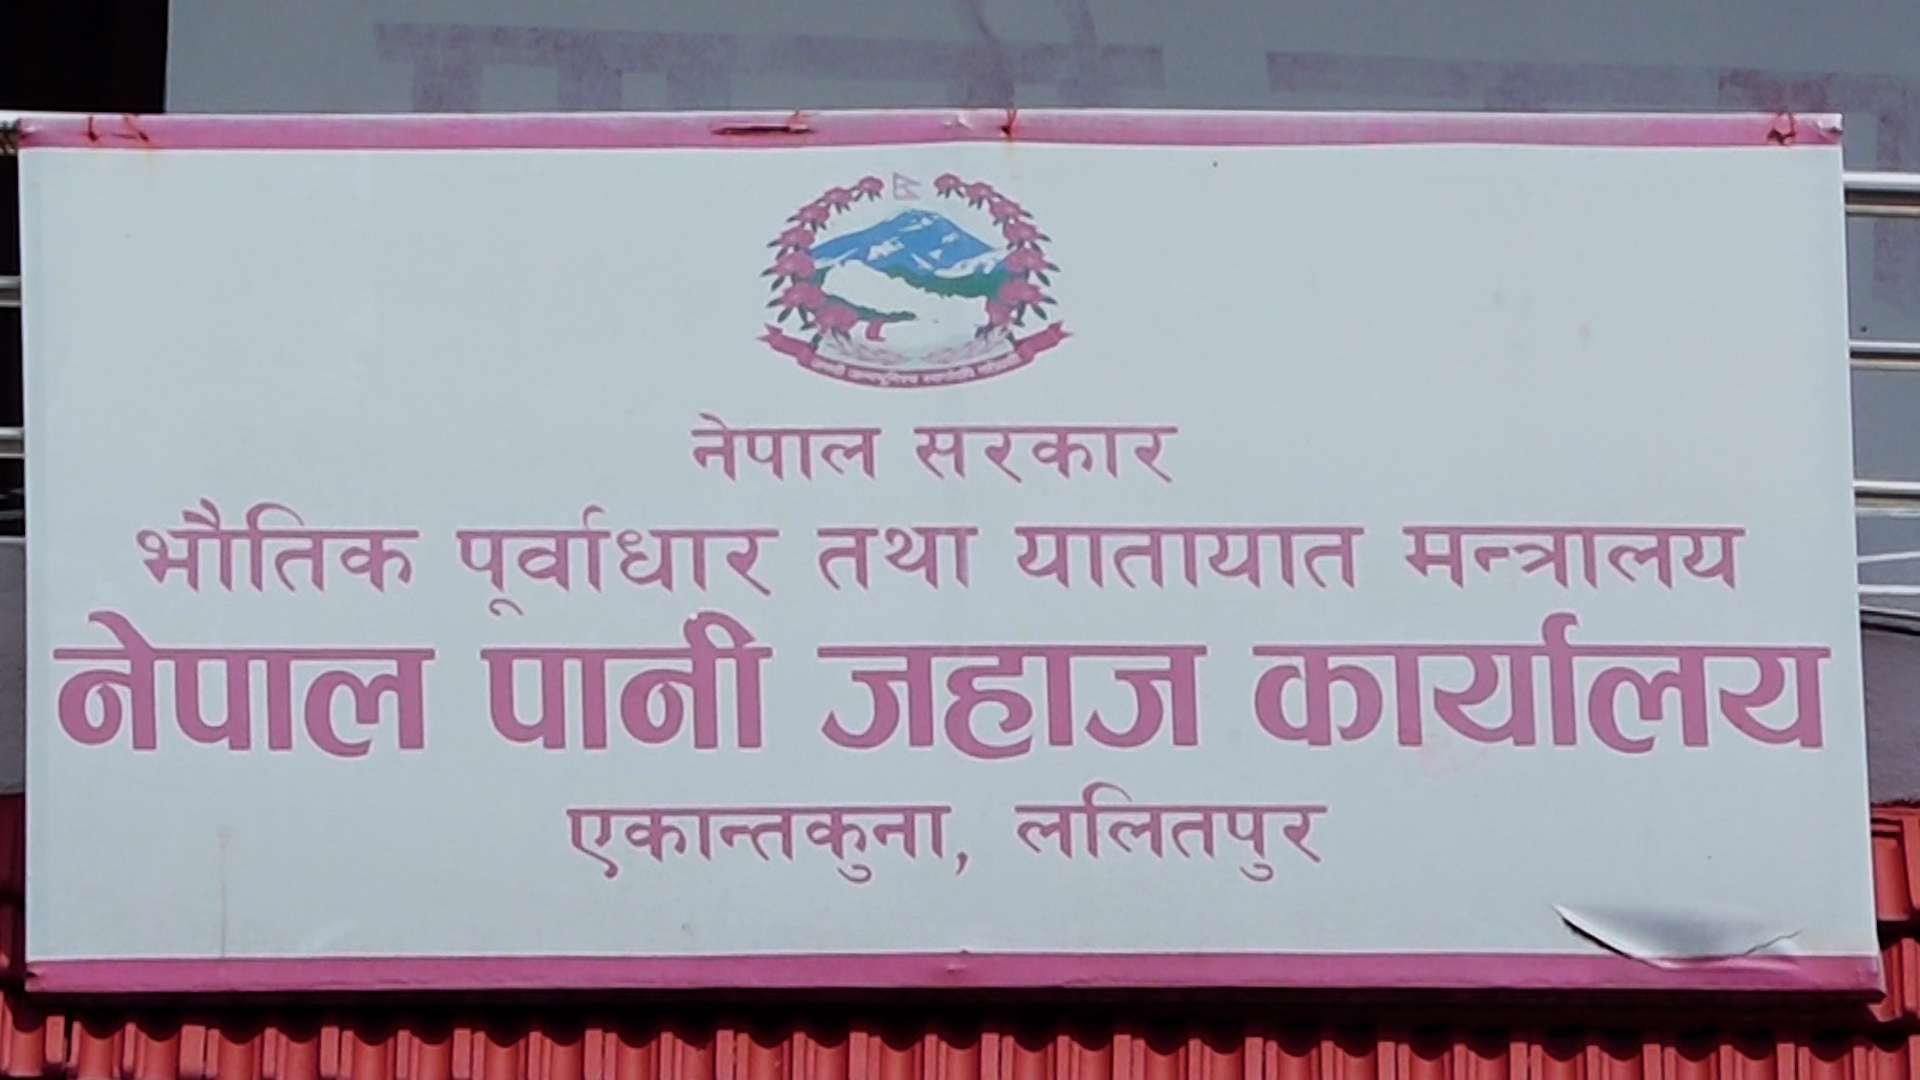 नेपाल सरकार
भौतिक पूर्वाधार तथा यातायात मन्त्रालय
नेपाल पानी जहाज कार्यालय
एकान्तकुना, ललितपुर